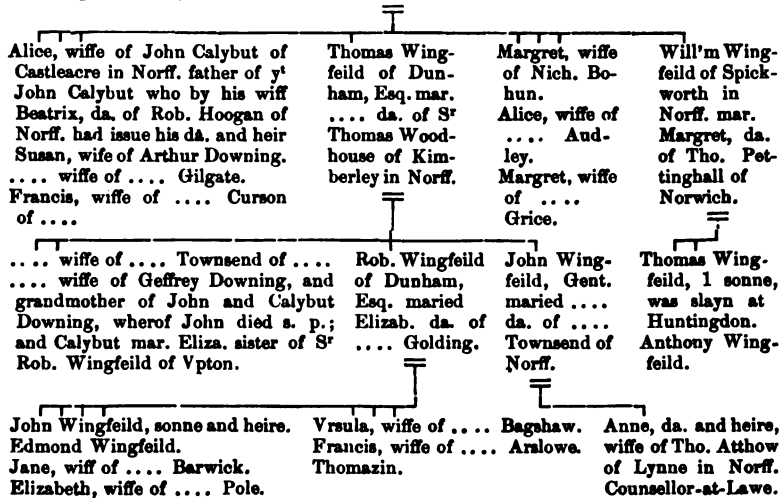 Alice, wiffe of John Calybut of
Castleacre in Norff. father of yᵗ
John Calybut who by his wiff
Beatrix, da. of Rob. Hoogan of
Norff. had issue his da. and heir
Susan, wife of Arthur Downing.
.... wiffe of .... Gilgate.
Francis, wiffe of .... Curson
of ....
Thomas Wing-
feild of Dun-
ham, Esq. mar.
.... da. of Sʳ
Thomas Wood-
house of Kim-
berley in Norff.
Margret, wiffe
of Nich. Bo-
hun.
Alice, wiffe of
.... Aud-
ley.
Margret, wiffe
of ....
Grice.
Will'm Wing-
feild of Spick-
worth in
Norff. mar.
Margret, da.
of Tho. Pet-
tinghall of
Norwich.
.... wiffe of .... Townsend of ....
.... wiffe of Geffrey Downing, and
grandmother of John and Calybut
Downing, wherof John died s. p.;
and Calybut mar. Eliza. sister of Sʳ
Rob. Wingfeild of Vpton.
Rob. Wingfeild
of Dunham,
Esq. maried
Elizab. da. of
.... Golding.
John Wing-
feild, Gent.
maried ....
da. of ....
Townsend of
Norff.
Thomas Wing-
feild, 1 sonne,
was slayn at
Huntingdon.
Anthony Wing-
feild.
John Wingfeild, sonne and heire.
Edmond Wingfeild.
Jane, wiff of .... Barwick.
Elizabeth, wiffe of .... Pole.
Vrsula, wiffe of .... Bagshaw.
Francis, wiffe of .... Arslowe.
Thomazin.
Anne, da. and heire,
wiffe of Tho. Atthow
of Lynne in Norff.
Counsellor-at-Lawe.